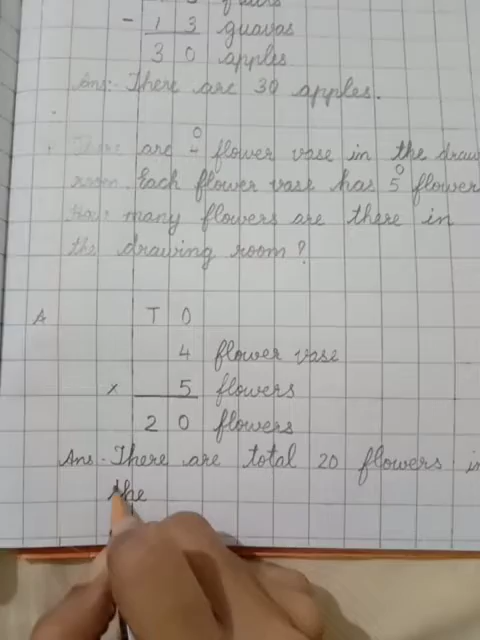 - 1 3 guavas
3 0 apples
Ans:- There are 30 apples.
There are 4 flower vase in the draw
room. Each flower vase has 5 flower
How many flowers are there in
the drawing room?
A T O
4 flower vase
x 5 flowers
2 0 flowers
Ans- There are total 20 flowers in
the